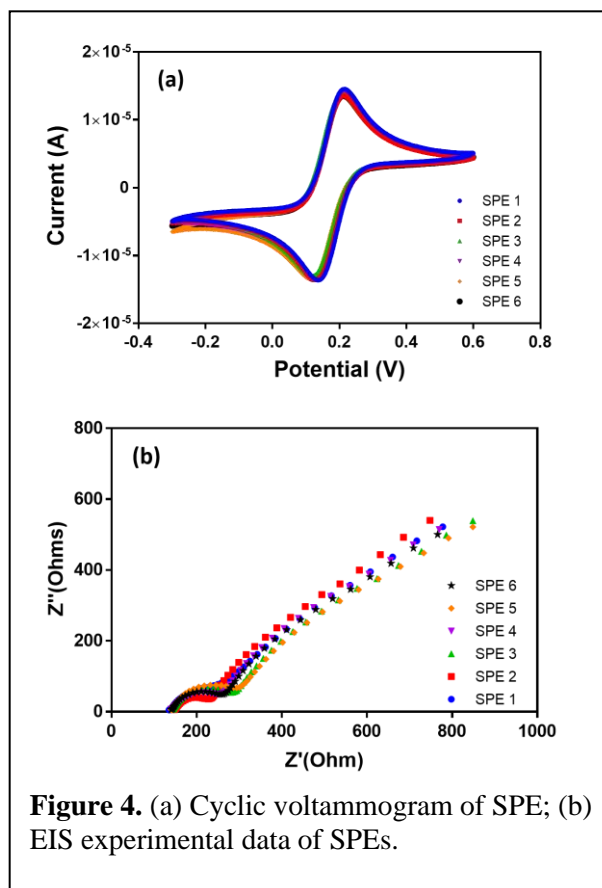 (a)
2×10⁻⁵
1×10⁻⁵
0
-1×10⁻⁵
-2×10⁻⁵
Current (A)
SPE 1
SPE 2
SPE 3
SPE 4
SPE 5
SPE 6
-0.4 -0.2 0.0 0.2 0.4 0.6 0.8
Potential (V)
(b)
800
600
400
200
0
Z''(Ohms)
SPE 6
SPE 5
SPE 4
SPE 3
SPE 2
SPE 1
0 200 400 600 800 1000
Z'(Ohm)
Figure 4. (a) Cyclic voltammogram of SPE; (b)
EIS experimental data of SPEs.